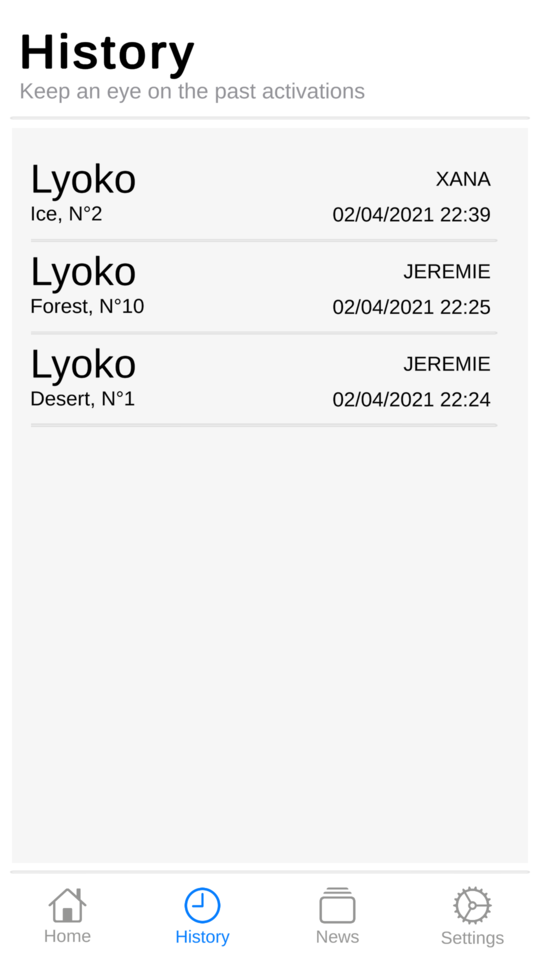 History
Keep an eye on the past activations
Lyoko XANA
Ice, N°2 02/04/2021 22:39
Lyoko JEREMIE
Forest, N°10 02/04/2021 22:25
Lyoko JEREMIE
Desert, N°1 02/04/2021 22:24
Home History News Settings